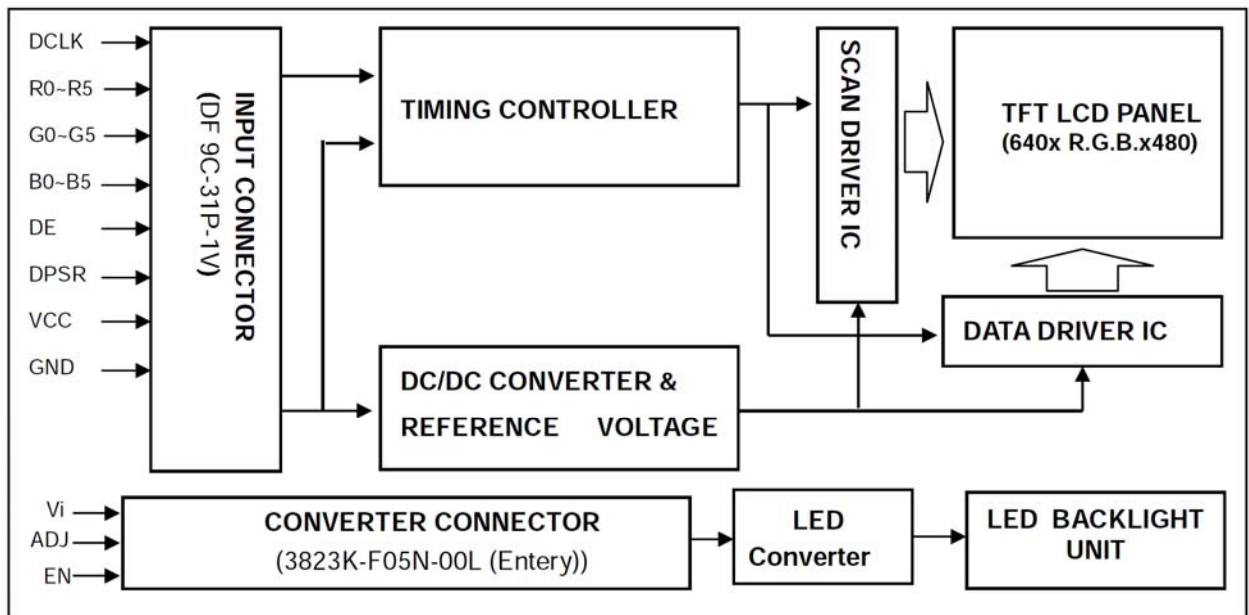 DCLK
R0~R5
G0~G5
B0~B5
DE
DPSR
VCC
GND
INPUT CONNECTOR
(DF 9C-31P-1V)
TIMING CONTROLLER
SCAN DRIVER IC
TFT LCD PANEL
(640x R.G.B.x480)
DATA DRIVER IC
DC/DC CONVERTER &
REFERENCE VOLTAGE
Vi
ADJ
EN
CONVERTER CONNECTOR
(3823K-F05N-00L (Entery))
LED
Converter
LED BACKLIGHT
UNIT